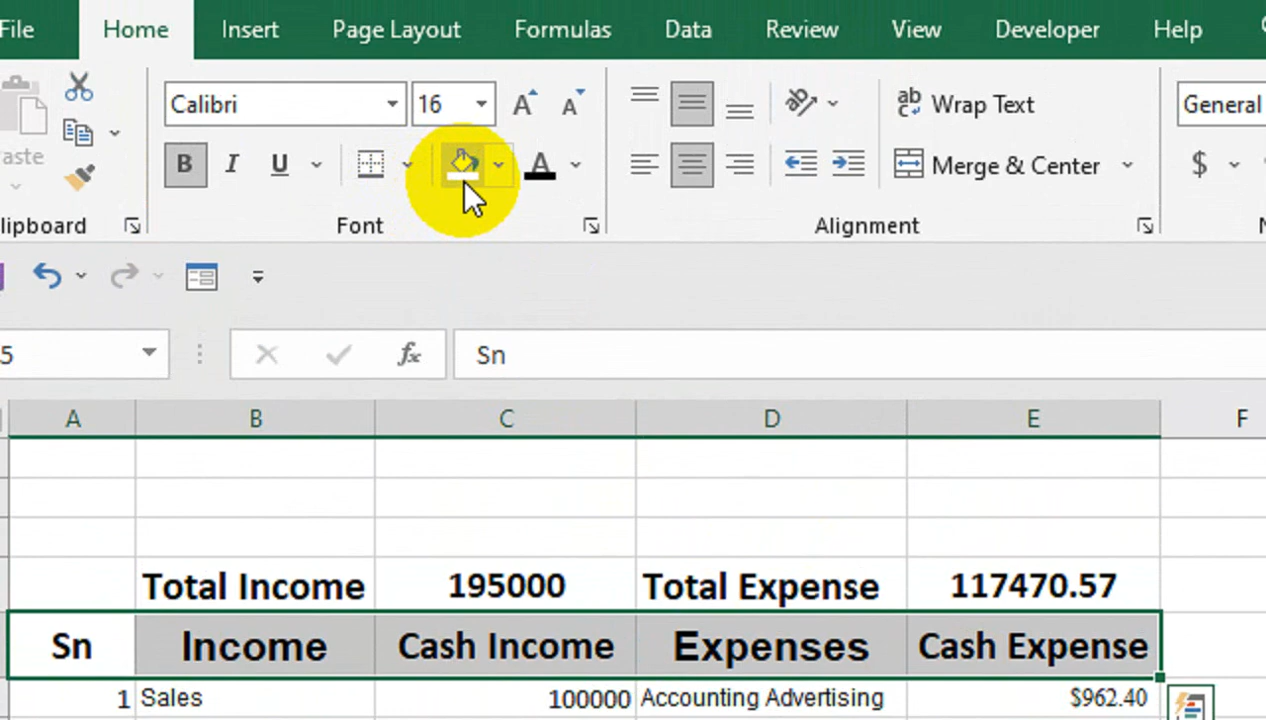 File Home Insert Page Layout Formulas Data Review View Developer Help
Calibri 16 A A ab Wrap Text General
aste B I U A Merge & Center $
lipboard Font Alignment
5 fx Sn
A B C D E F
Total Income 195000 Total Expense 117470.57
Sn Income Cash Income Expenses Cash Expense
1 Sales 100000 Accounting Advertising $962.40